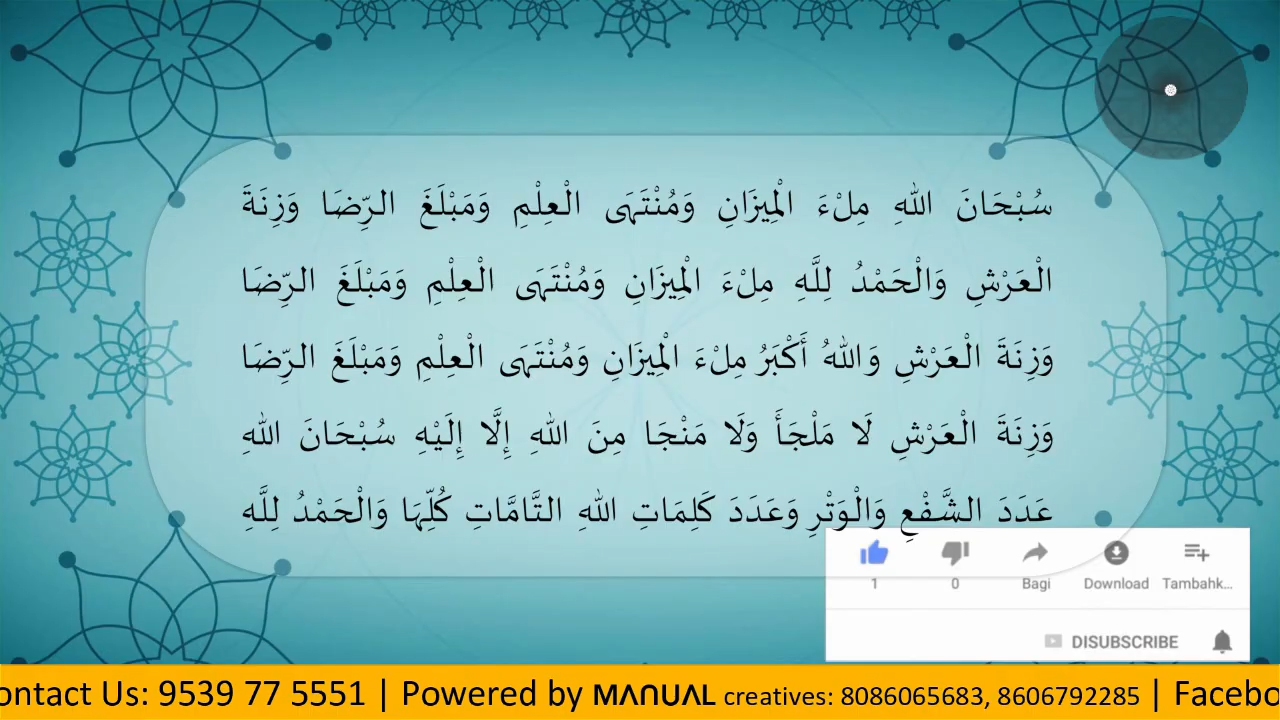 سُبْحَانَ اللهِ مِلْءَ الْمِيزَانِ وَمُنْتَهَى الْعِلْمِ وَمَبْلَغَ الرِّضَا وَزِنَةَ
الْعَرْشِ وَالْحَمْدُ لِلَّهِ مِلْءَ الْمِيزَانِ وَمُنْتَهَى الْعِلْمِ وَمَبْلَغَ الرِّضَا
وَزِنَةَ الْعَرْشِ وَاللهُ أَكْبَرُ مِلْءَ الْمِيزَانِ وَمُنْتَهَى الْعِلْمِ وَمَبْلَغَ الرِّضَا
وَزِنَةَ الْعَرْشِ لَا مَلْجَأَ وَلَا مَنْجَا مِنَ اللهِ إِلَّا إِلَيْهِ سُبْحَانَ اللهِ
عَدَدَ الشَّفْعِ وَالْوَتْرِ وَعَدَدَ كَلِمَاتِ اللهِ التَّامَّاتِ كُلِّهَا وَالْحَمْدُ لِلَّهِ
1 0 Bagi Download Tambahk...
DISUBSCRIBE
ontact Us: 9539 77 5551 | Powered by MANUAL creatives: 8086065683, 8606792285 | Facebo